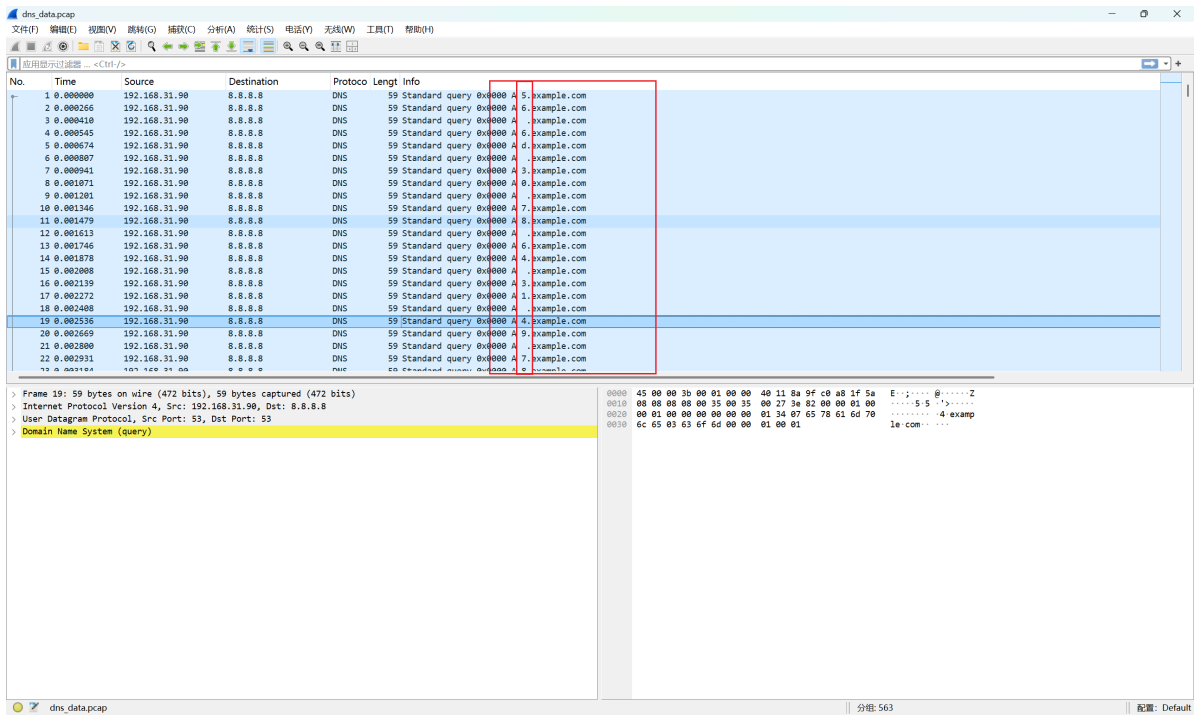 dns_data.pcap
文件(F) 编辑(E) 视图(V) 跳转(G) 捕获(C) 分析(A) 统计(S) 电话(Y) 无线(W) 工具(T) 帮助(H)
应用显示过滤器 … <Ctrl-/>
No. Time Source Destination Protoco Lengt Info
1 0.000000 192.168.31.90 8.8.8.8 DNS 59 Standard query 0x0000 A 5.example.com
2 0.000266 192.168.31.90 8.8.8.8 DNS 59 Standard query 0x0000 A 6.example.com
3 0.000410 192.168.31.90 8.8.8.8 DNS 59 Standard query 0x0000 A  .example.com
4 0.000545 192.168.31.90 8.8.8.8 DNS 59 Standard query 0x0000 A 6.example.com
5 0.000674 192.168.31.90 8.8.8.8 DNS 59 Standard query 0x0000 A d.example.com
6 0.000807 192.168.31.90 8.8.8.8 DNS 59 Standard query 0x0000 A  .example.com
7 0.000941 192.168.31.90 8.8.8.8 DNS 59 Standard query 0x0000 A 3.example.com
8 0.001071 192.168.31.90 8.8.8.8 DNS 59 Standard query 0x0000 A 0.example.com
9 0.001201 192.168.31.90 8.8.8.8 DNS 59 Standard query 0x0000 A  .example.com
10 0.001346 192.168.31.90 8.8.8.8 DNS 59 Standard query 0x0000 A 7.example.com
11 0.001479 192.168.31.90 8.8.8.8 DNS 59 Standard query 0x0000 A 8.example.com
12 0.001613 192.168.31.90 8.8.8.8 DNS 59 Standard query 0x0000 A  .example.com
13 0.001746 192.168.31.90 8.8.8.8 DNS 59 Standard query 0x0000 A 6.example.com
14 0.001878 192.168.31.90 8.8.8.8 DNS 59 Standard query 0x0000 A 4.example.com
15 0.002008 192.168.31.90 8.8.8.8 DNS 59 Standard query 0x0000 A  .example.com
16 0.002139 192.168.31.90 8.8.8.8 DNS 59 Standard query 0x0000 A 3.example.com
17 0.002272 192.168.31.90 8.8.8.8 DNS 59 Standard query 0x0000 A 1.example.com
18 0.002408 192.168.31.90 8.8.8.8 DNS 59 Standard query 0x0000 A  .example.com
19 0.002536 192.168.31.90 8.8.8.8 DNS 59 Standard query 0x0000 A 4.example.com
20 0.002669 192.168.31.90 8.8.8.8 DNS 59 Standard query 0x0000 A 9.example.com
21 0.002800 192.168.31.90 8.8.8.8 DNS 59 Standard query 0x0000 A  .example.com
22 0.002931 192.168.31.90 8.8.8.8 DNS 59 Standard query 0x0000 A 7.example.com
23 0.003184 192.168.31.90 8.8.8.8 DNS 59 Standard query 0x0000 A 8.example.com
Frame 19: 59 bytes on wire (472 bits), 59 bytes captured (472 bits)
Internet Protocol Version 4, Src: 192.168.31.90, Dst: 8.8.8.8
User Datagram Protocol, Src Port: 53, Dst Port: 53
Domain Name System (query)
0000 45 00 00 3b 00 01 00 00 40 11 8a 9f c0 a8 1f 5a E··;···· @······Z
0010 08 08 08 08 00 35 00 35 00 27 3e 82 00 00 01 00 ·····5·5 ·'>·····
0020 00 01 00 00 00 00 00 00 01 34 07 65 78 61 6d 70 ········ ·4·examp
0030 6c 65 03 63 6f 6d 00 00 01 00 01 le·com·· ···
dns_data.pcap
分组: 563
配置: Default